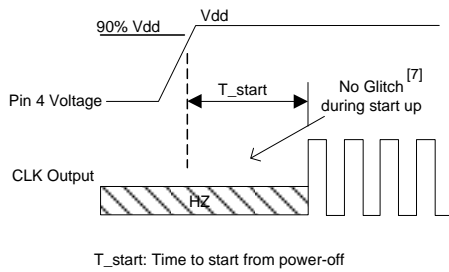 90% Vdd
Vdd
Pin 4 Voltage
T_start
No Glitch [7]
during start up
CLK Output
HZ
T_start: Time to start from power-off